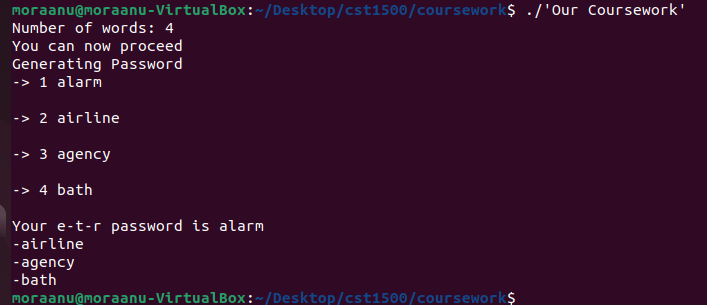 moraanu@moraanu-VirtualBox:~/Desktop/cst1500/coursework$ ./'Our Coursework'
Number of words: 4
You can now proceed
Generating Password
-> 1 alarm
-> 2 airline
-> 3 agency
-> 4 bath
Your e-t-r password is alarm
-airline
-agency
-bath
moraanu@moraanu-VirtualBox:~/Desktop/cst1500/coursework$